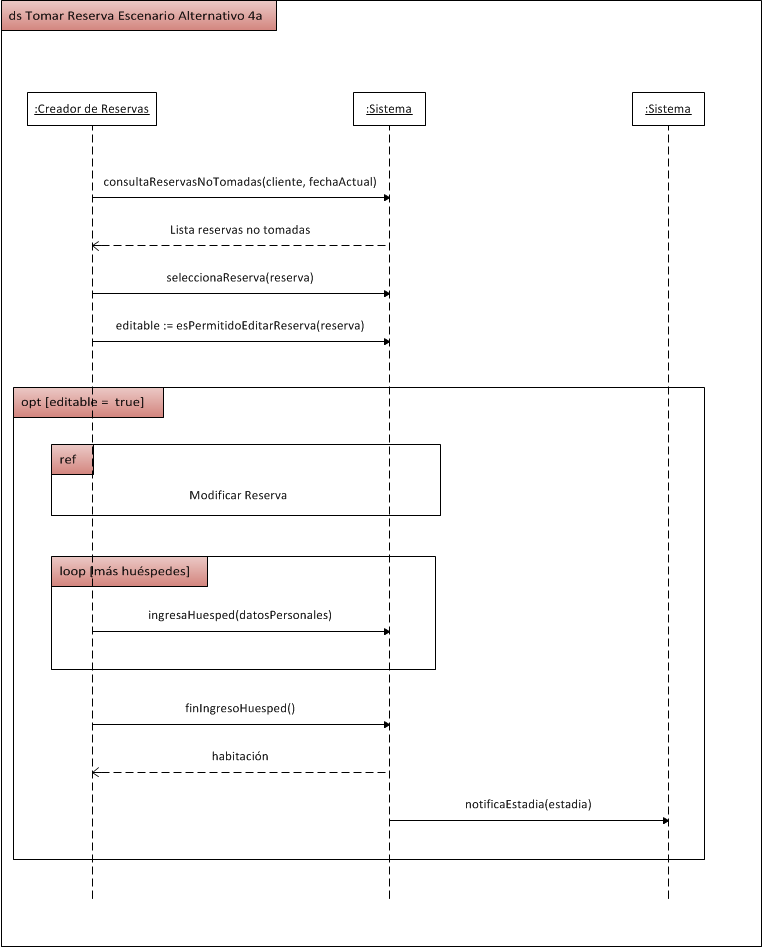 ds Tomar Reserva Escenario Alternativo 4a
:Creador de Reservas
:Sistema
:Sistema
consultaReservasNoTomadas(cliente, fechaActual)
Lista reservas no tomadas
seleccionaReserva(reserva)
editable := esPermitidoEditarReserva(reserva)
opt [editable = true]
ref
Modificar Reserva
loop [más huéspedes]
ingresaHuesped(datosPersonales)
finIngresoHuesped()
habitación
notificaEstadia(estadia)